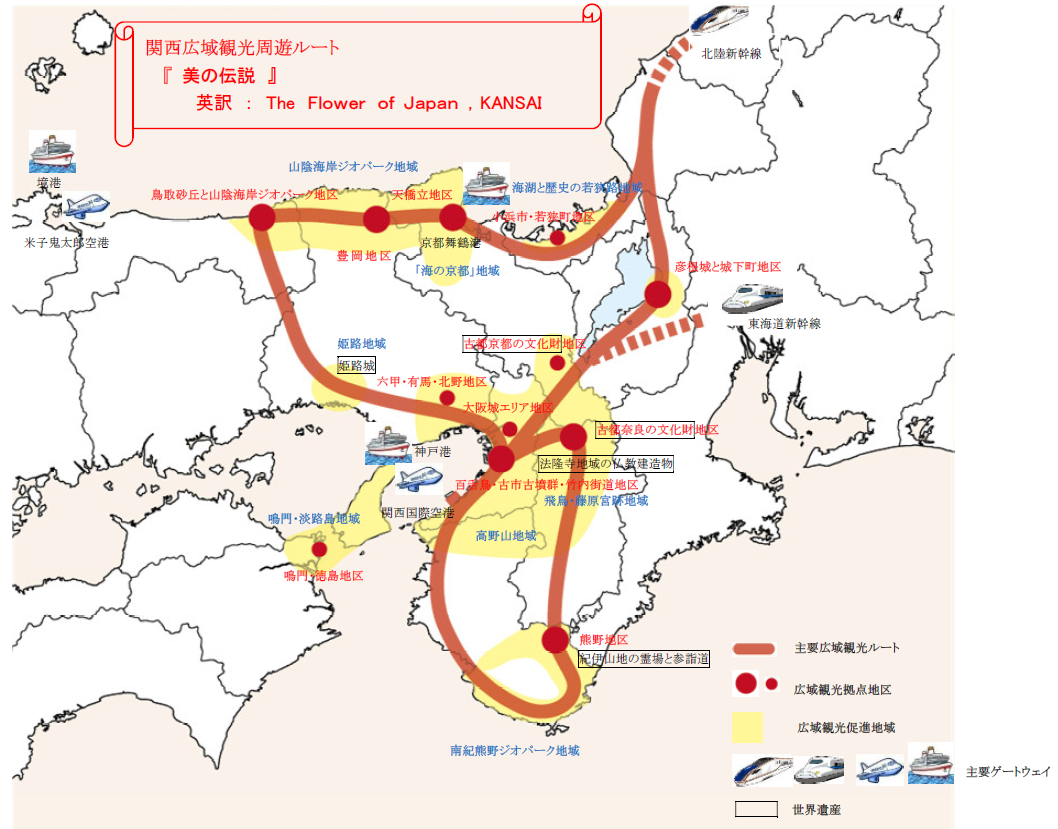 関西広域観光周遊ルート
『 美の伝説 』
英訳 : The Flower of Japan , KANSAI
北陸新幹線
境港
山陰海岸ジオパーク地域
海湖と歴史の若狭路地域
鳥取砂丘と山陰海岸ジオパーク地区
天橋立地区
小浜市・若狭町地区
米子鬼太郎空港
京都舞鶴港
豊岡地区
「海の京都」地域
彦根城と城下町地区
東海道新幹線
姫路地域
古都京都の文化財地区
姫路城
六甲・有馬・北野地区
大阪城エリア地区
古都奈良の文化財地区
神戸港
法隆寺地域の仏教建造物
百舌鳥・古市古墳群・竹内街道地区
飛鳥・藤原宮跡地域
関西国際空港
鳴門・淡路島地域
高野山地域
鳴門・徳島地区
熊野地区
紀伊山地の霊場と参詣道
南紀熊野ジオパーク地域
主要広域観光ルート
広域観光拠点地区
広域観光促進地域
主要ゲートウェイ
世界遺産